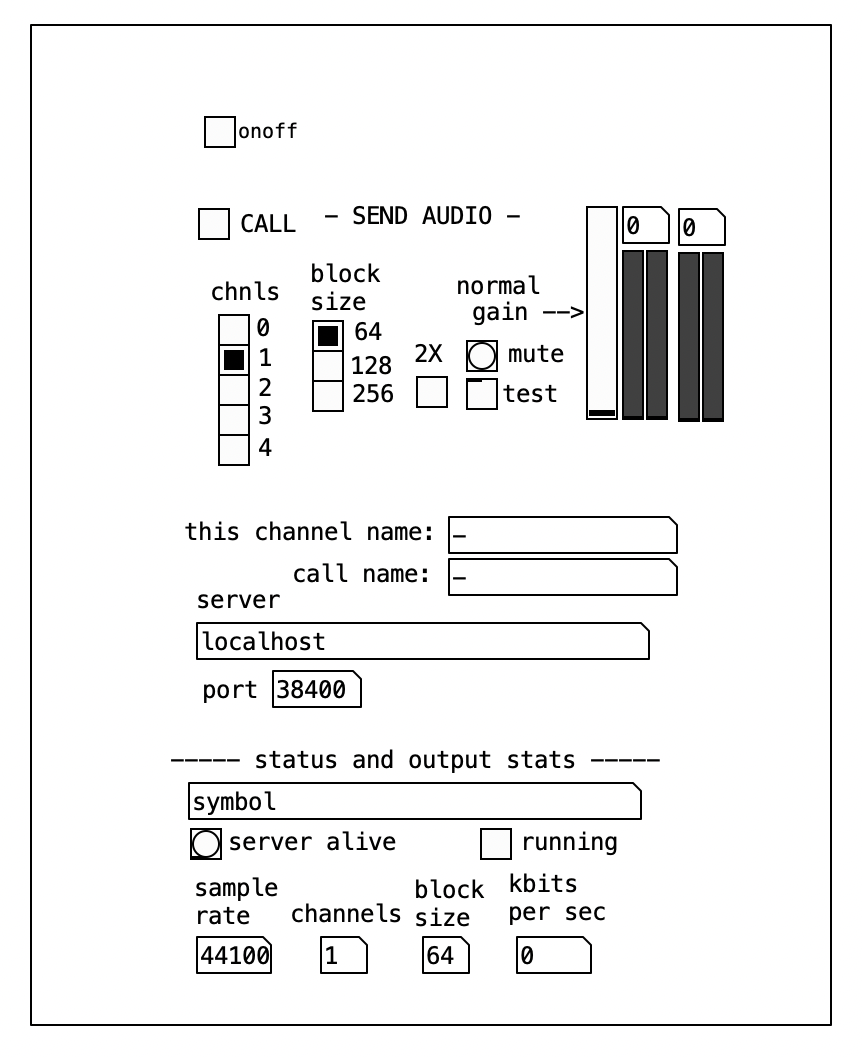 onoff
CALL
– SEND AUDIO –
0
0
chnls
block
size
normal
gain –->
0
1
2
3
4
64
128
256
2X
mute
test
this channel name:
–
call name:
–
server
localhost
port
38400
––––– status and output stats –––––
symbol
server alive
running
sample
rate
channels
block
size
kbits
per sec
44100
1
64
0